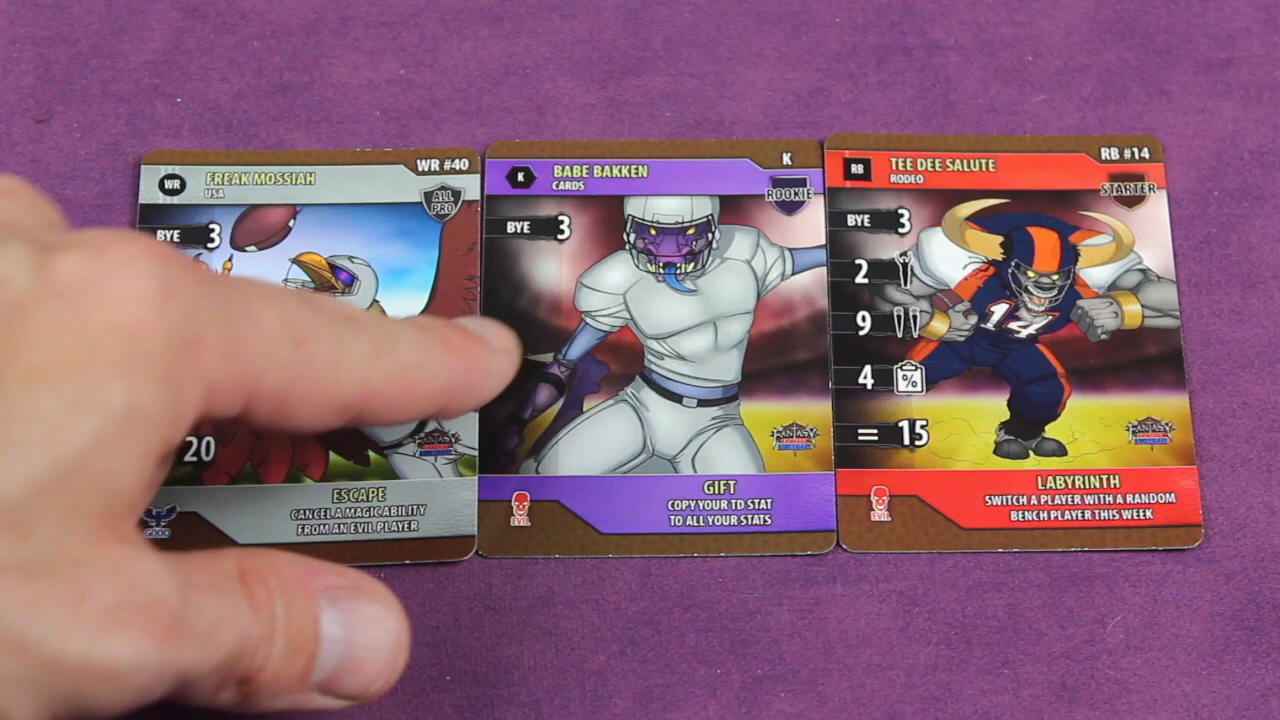 WR #40
WR
FREAK MOSSIAH
USA
ALL PRO
BYE 3
20
FANTASY
ESCAPE
CANCEL A MAGIC ABILITY
FROM AN EVIL PLAYER
GOOD
K
K
BABE BAKKEN
CARDS
ROOKIE
BYE 3
FANTASY
GIFT
COPY YOUR TD STAT
TO ALL YOUR STATS
EVIL
RB #14
RB
TEE DEE SALUTE
RODEO
STARTER
BYE 3
2
9
4 %
= 15
14
FANTASY
LABYRINTH
SWITCH A PLAYER WITH A RANDOM
BENCH PLAYER THIS WEEK
EVIL